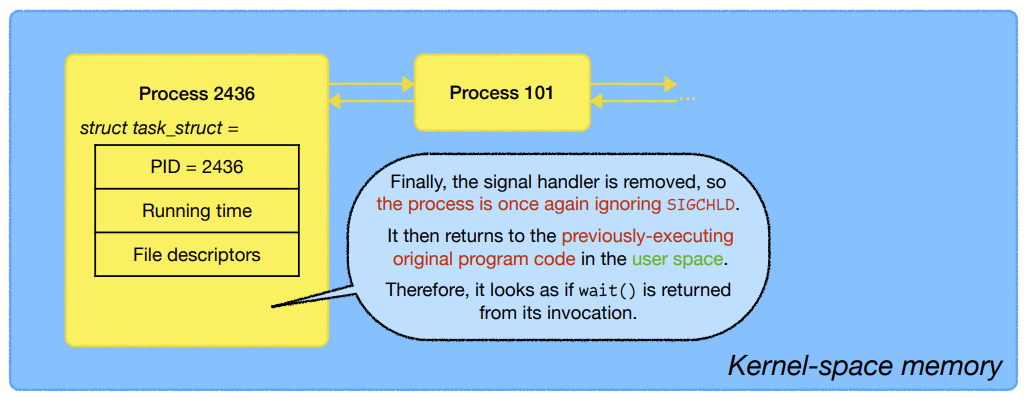 Process 2436
struct task_struct =
PID = 2436
Running time
File descriptors
Process 101
...
Finally, the signal handler is removed, so
the process is once again ignoring SIGCHLD.
It then returns to the previously-executing
original program code in the user space.
Therefore, it looks as if wait() is returned
from its invocation.
Kernel-space memory